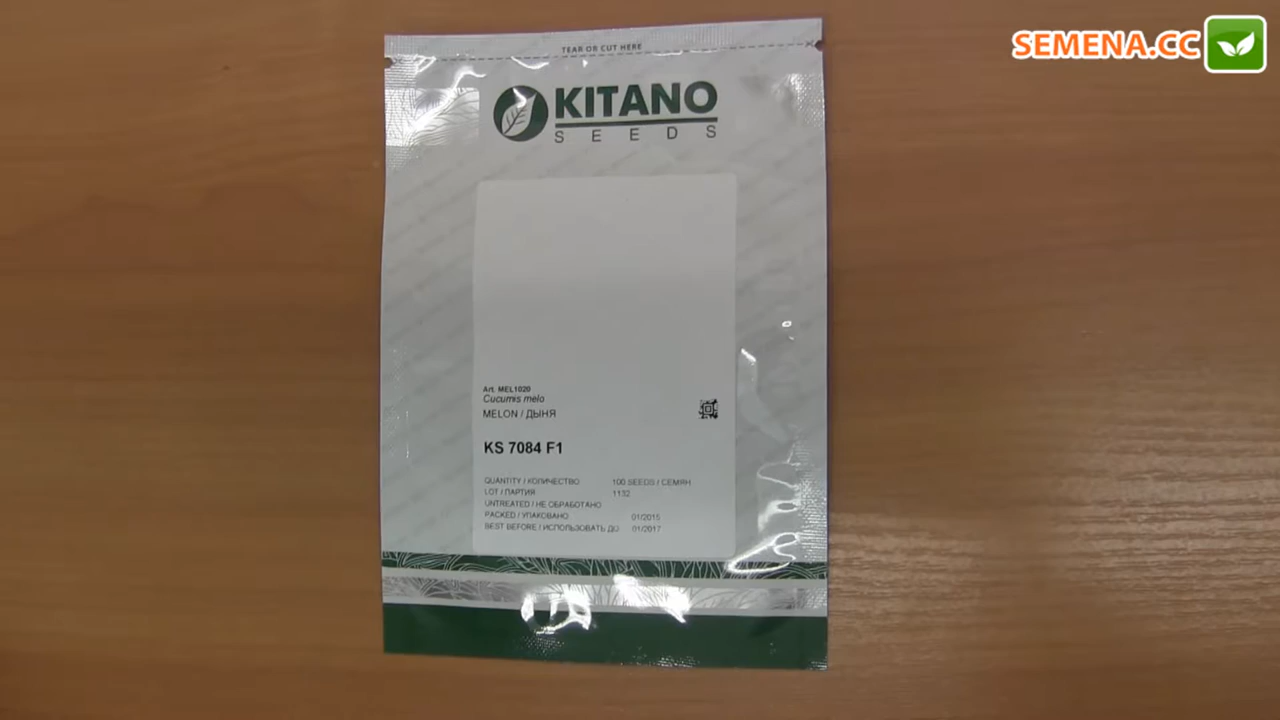 SEMENA.CC
TEAR OR CUT HERE
KITANO
SEEDS
Art. MEL1020
Cucumis melo
MELON / ДЫНЯ
KS 7084 F1
QUANTITY / КОЛИЧЕСТВО 100 SEEDS / СЕМЯН
LOT / ПАРТИЯ 1132
UNTREATED / НЕ ОБРАБОТАНО
PACKED / УПАКОВАНО 01/2015
BEST BEFORE / ИСПОЛЬЗОВАТЬ ДО 01/2017